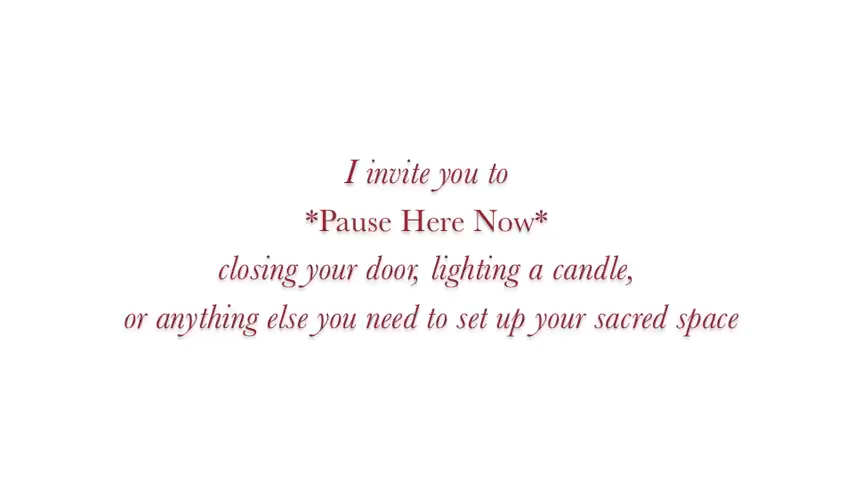 I invite you to
*Pause Here Now*
closing your door, lighting a candle,
or anything else you need to set up your sacred space